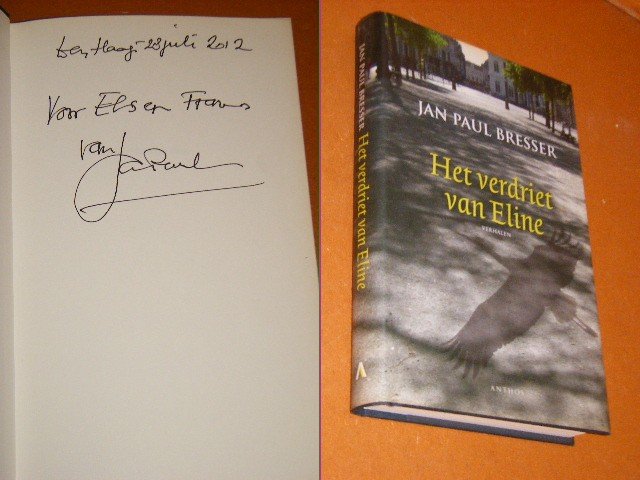 Den Haag 28 juli 2012
Voor Els en Frans
van Jan Paul
JAN PAUL BRESSER Het verdriet van Eline
JAN PAUL BRESSER
Het verdriet
van Eline
VERHALEN
ANTHOS